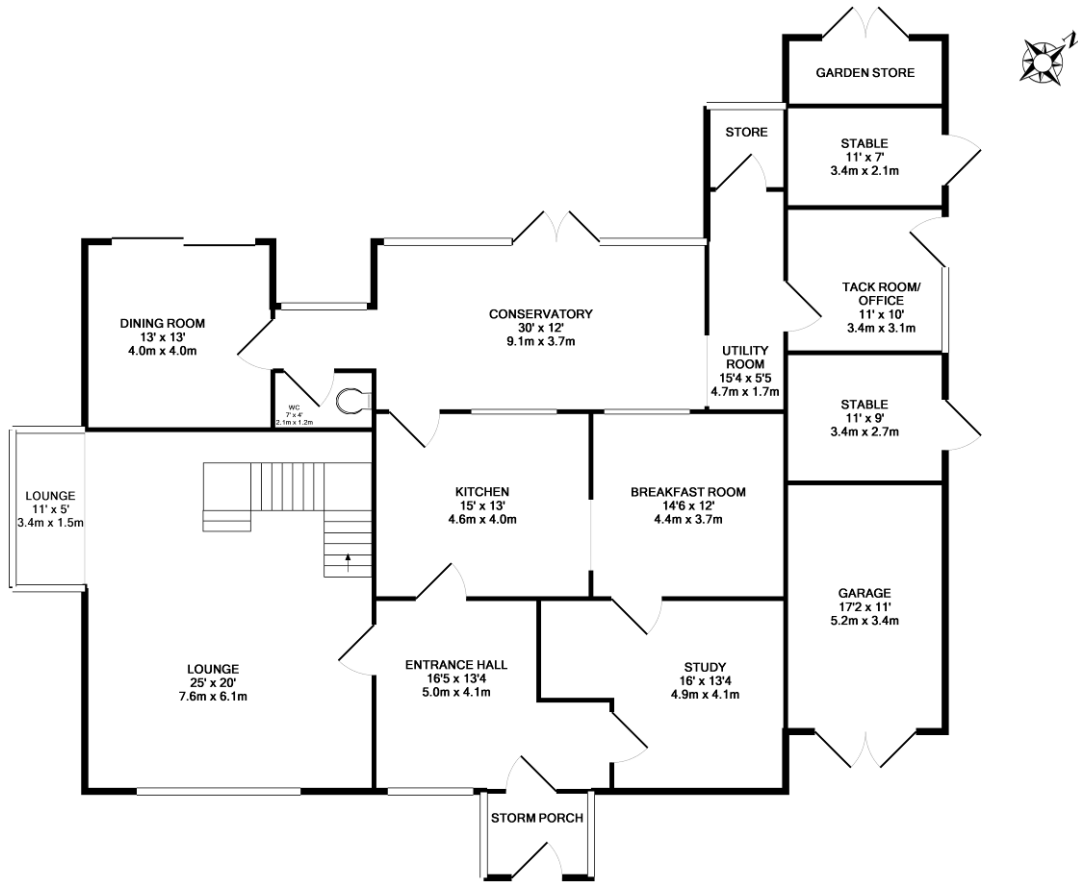 N
GARDEN STORE
STORE
STABLE
11' x 7'
3.4m x 2.1m
TACK ROOM/
OFFICE
11' x 10'
3.4m x 3.1m
CONSERVATORY
30' x 12'
9.1m x 3.7m
DINING ROOM
13' x 13'
4.0m x 4.0m
UTILITY
ROOM
15'4 x 5'5
4.7m x 1.7m
WC
7' x 4'
2.1m x 1.2m
STABLE
11' x 9'
3.4m x 2.7m
LOUNGE
11' x 5'
3.4m x 1.5m
KITCHEN
15' x 13'
4.6m x 4.0m
BREAKFAST ROOM
14'6 x 12'
4.4m x 3.7m
GARAGE
17'2 x 11'
5.2m x 3.4m
LOUNGE
25' x 20'
7.6m x 6.1m
ENTRANCE HALL
16'5 x 13'4
5.0m x 4.1m
STUDY
16' x 13'4
4.9m x 4.1m
STORM PORCH